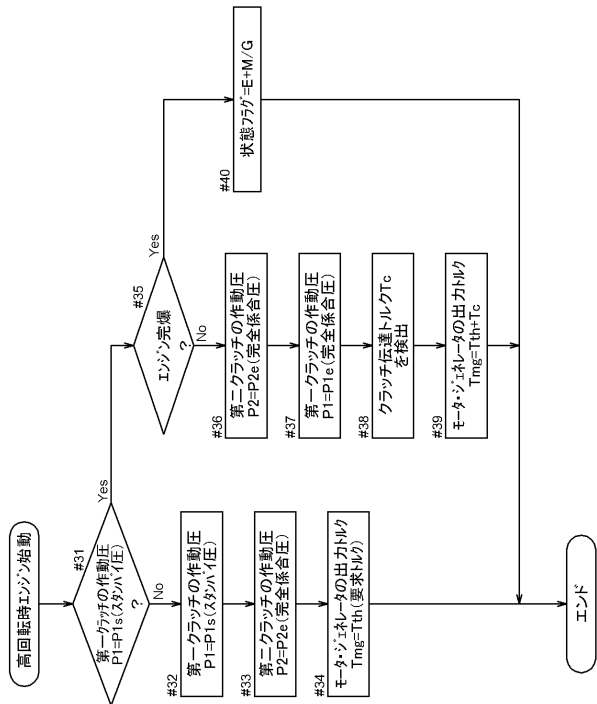 高回転時エンジン始動
#31
第一クラッチの作動圧
P1=P1s(スタンバイ圧)
?
Yes
No
#32
第一クラッチの作動圧
P1=P1s(スタンバイ圧)
#33
第二クラッチの作動圧
P2=P2e(完全係合圧)
#34
モータ・ジェネレータの出力トルク
Tmg=Tth(要求トルク)
#35
エンジン完爆
?
Yes
No
#36
第二クラッチの作動圧
P2=P2e(完全係合圧)
#37
第一クラッチの作動圧
P1=P1e(完全係合圧)
#38
クラッチ伝達トルクTc
を検出
#39
モータ・ジェネレータの出力トルク
Tmg=Tth+Tc
#40
状態フラグ=E+M/G
エンド